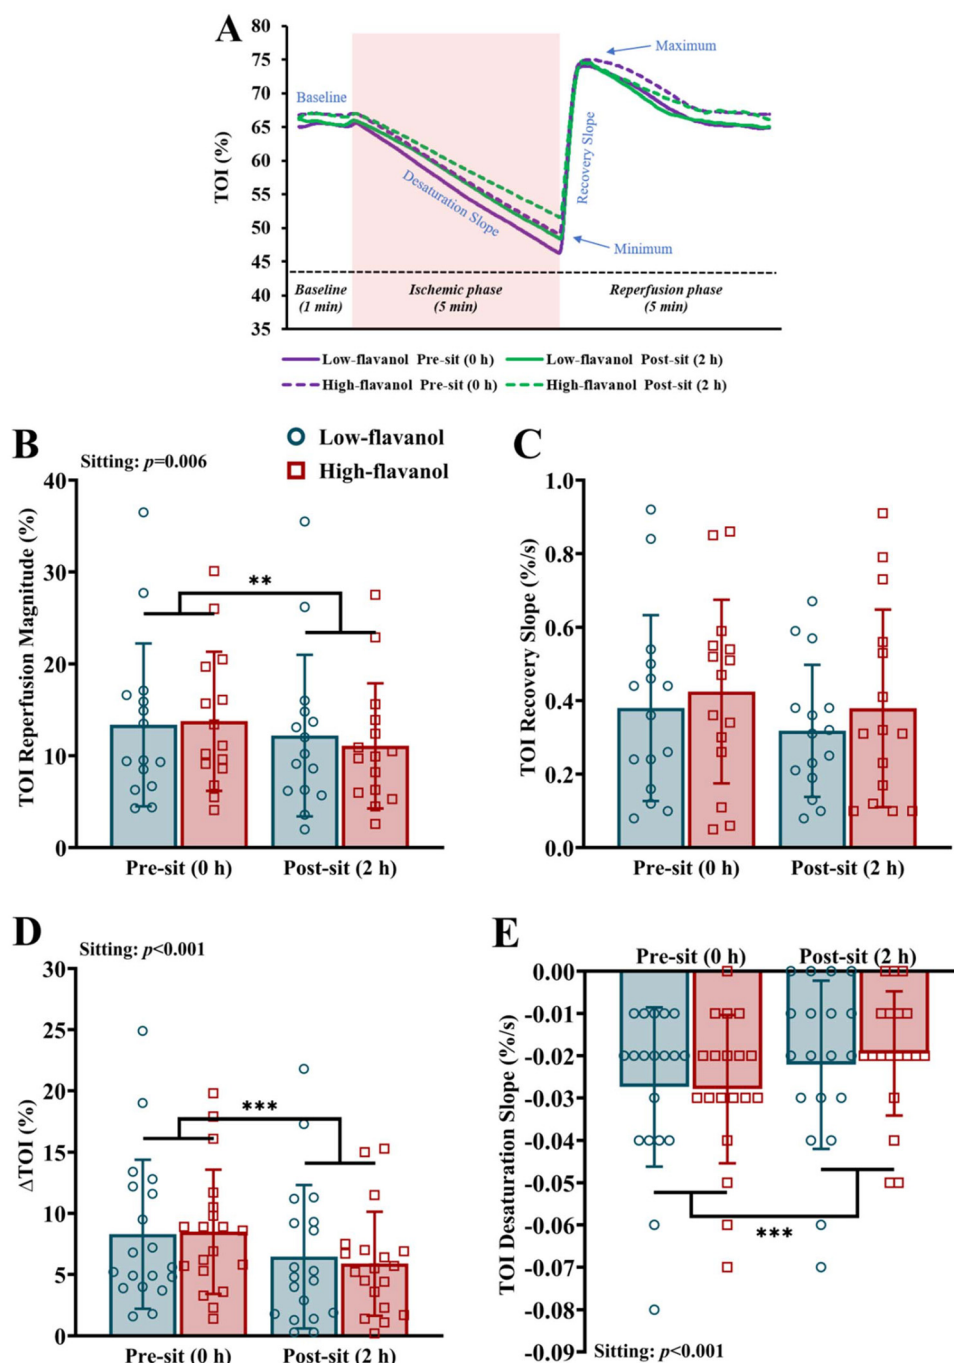 A
80
75
70
65
60
55
50
45
40
35
TOI (%)
Baseline
Desaturation Slope
Recovery Slope
Maximum
Minimum
Baseline
(1 min)
Ischemic phase
(5 min)
Reperfusion phase
(5 min)
Low-flavanol Pre-sit (0 h)
Low-flavanol Post-sit (2 h)
High-flavanol Pre-sit (0 h)
High-flavanol Post-sit (2 h)
B
Low-flavanol
High-flavanol
Sitting: p=0.006
TOI Reperfusion Magnitude (%)
40
30
20
10
0
**
Pre-sit (0 h)
Post-sit (2 h)
C
TOI Recovery Slope (%/s)
1.0
0.8
0.6
0.4
0.2
0.0
Pre-sit (0 h)
Post-sit (2 h)
D
Sitting: p<0.001
ΔTOI (%)
30
25
20
15
10
5
0
***
Pre-sit (0 h)
Post-sit (2 h)
E
Pre-sit (0 h)
Post-sit (2 h)
TOI Desaturation Slope (%/s)
0.00
-0.01
-0.02
-0.03
-0.04
-0.05
-0.06
-0.07
-0.08
-0.09
***
Sitting: p<0.001